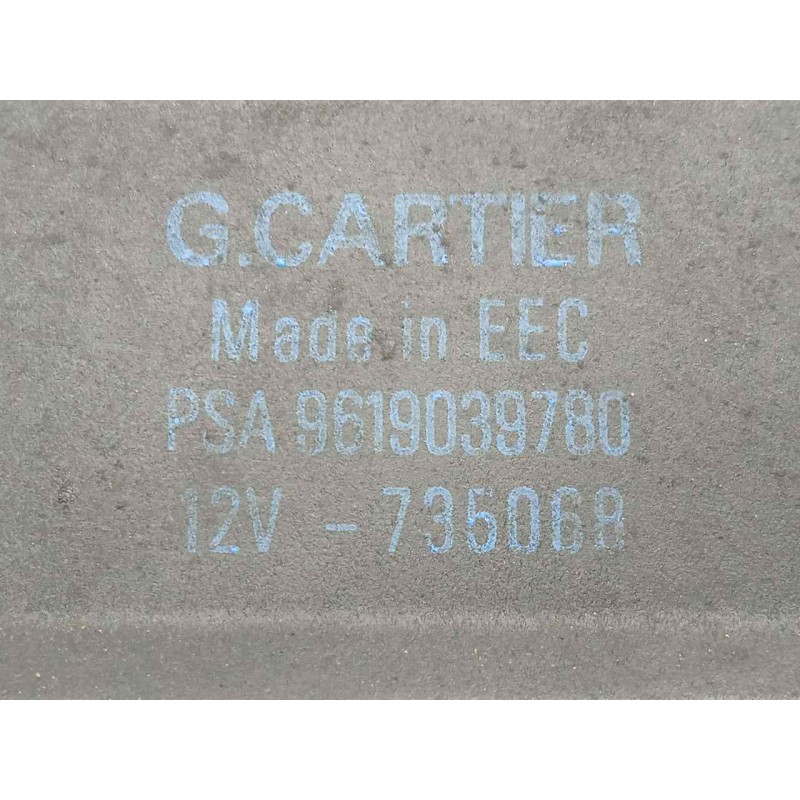 G.CARTIER
Made in EEC
PSA 9619039780
12V - 735068